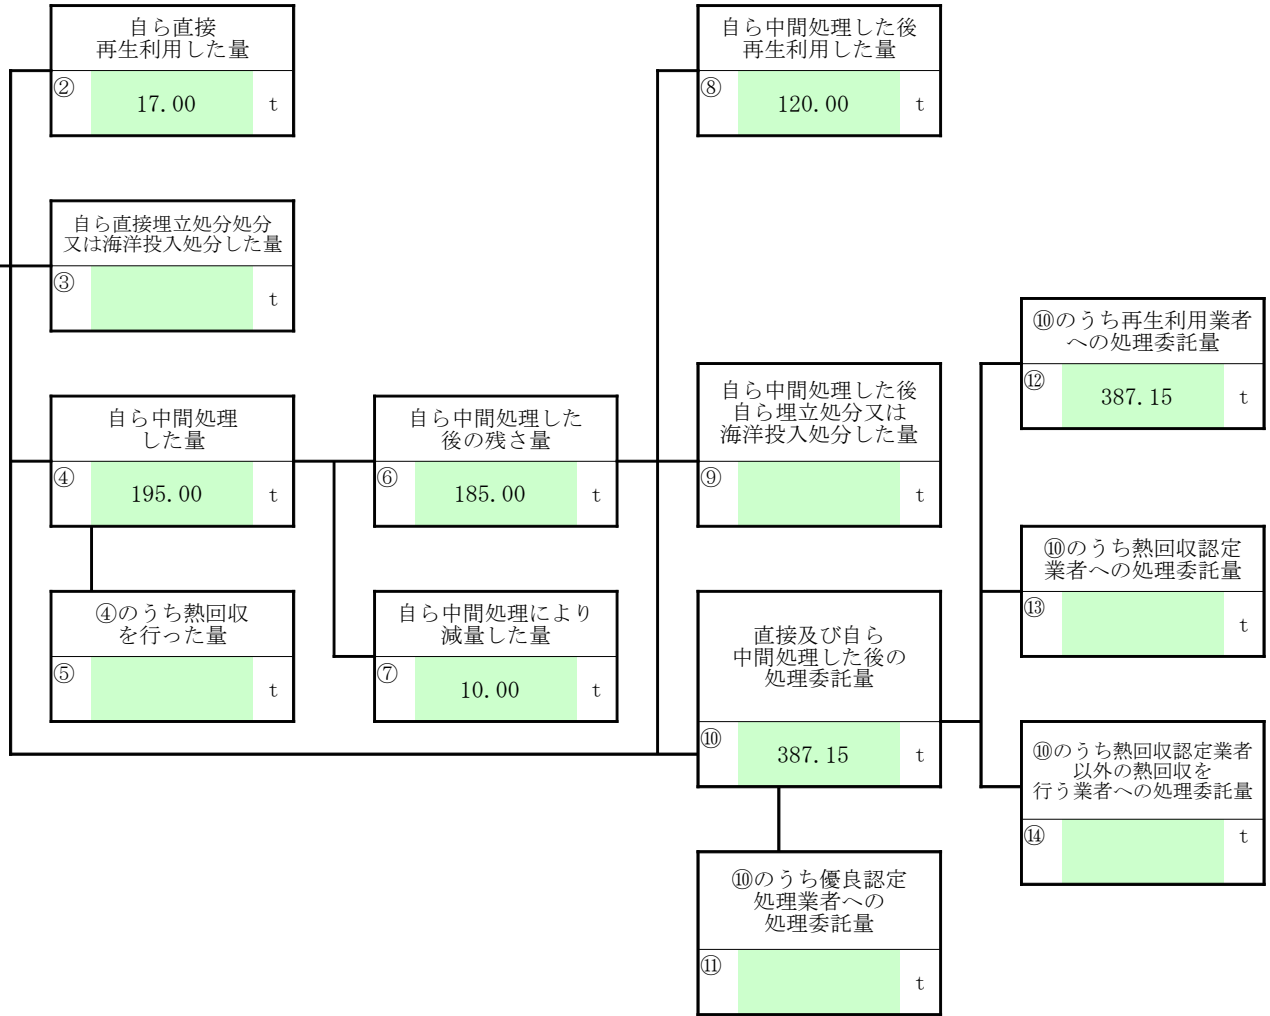 自ら直接
再生利用した量
②
17.00 t
自ら直接埋立処分処分
又は海洋投入処分した量
③
t
自ら中間処理
した量
④
195.00 t
④のうち熱回収
を行った量
⑤
t
自ら中間処理した
後の残さ量
⑥
185.00 t
自ら中間処理により
減量した量
⑦
10.00 t
自ら中間処理した後
再生利用した量
⑧
120.00 t
自ら中間処理した後
自ら埋立処分又は
海洋投入処分した量
⑨
t
直接及び自ら
中間処理した後の
処理委託量
⑩
387.15 t
⑩のうち優良認定
処理業者への
処理委託量
⑪
t
⑩のうち再生利用業者
への処理委託量
⑫
387.15 t
⑩のうち熱回収認定
業者への処理委託量
⑬
t
⑩のうち熱回収認定業者
以外の熱回収を
行う業者への処理委託量
⑭
t